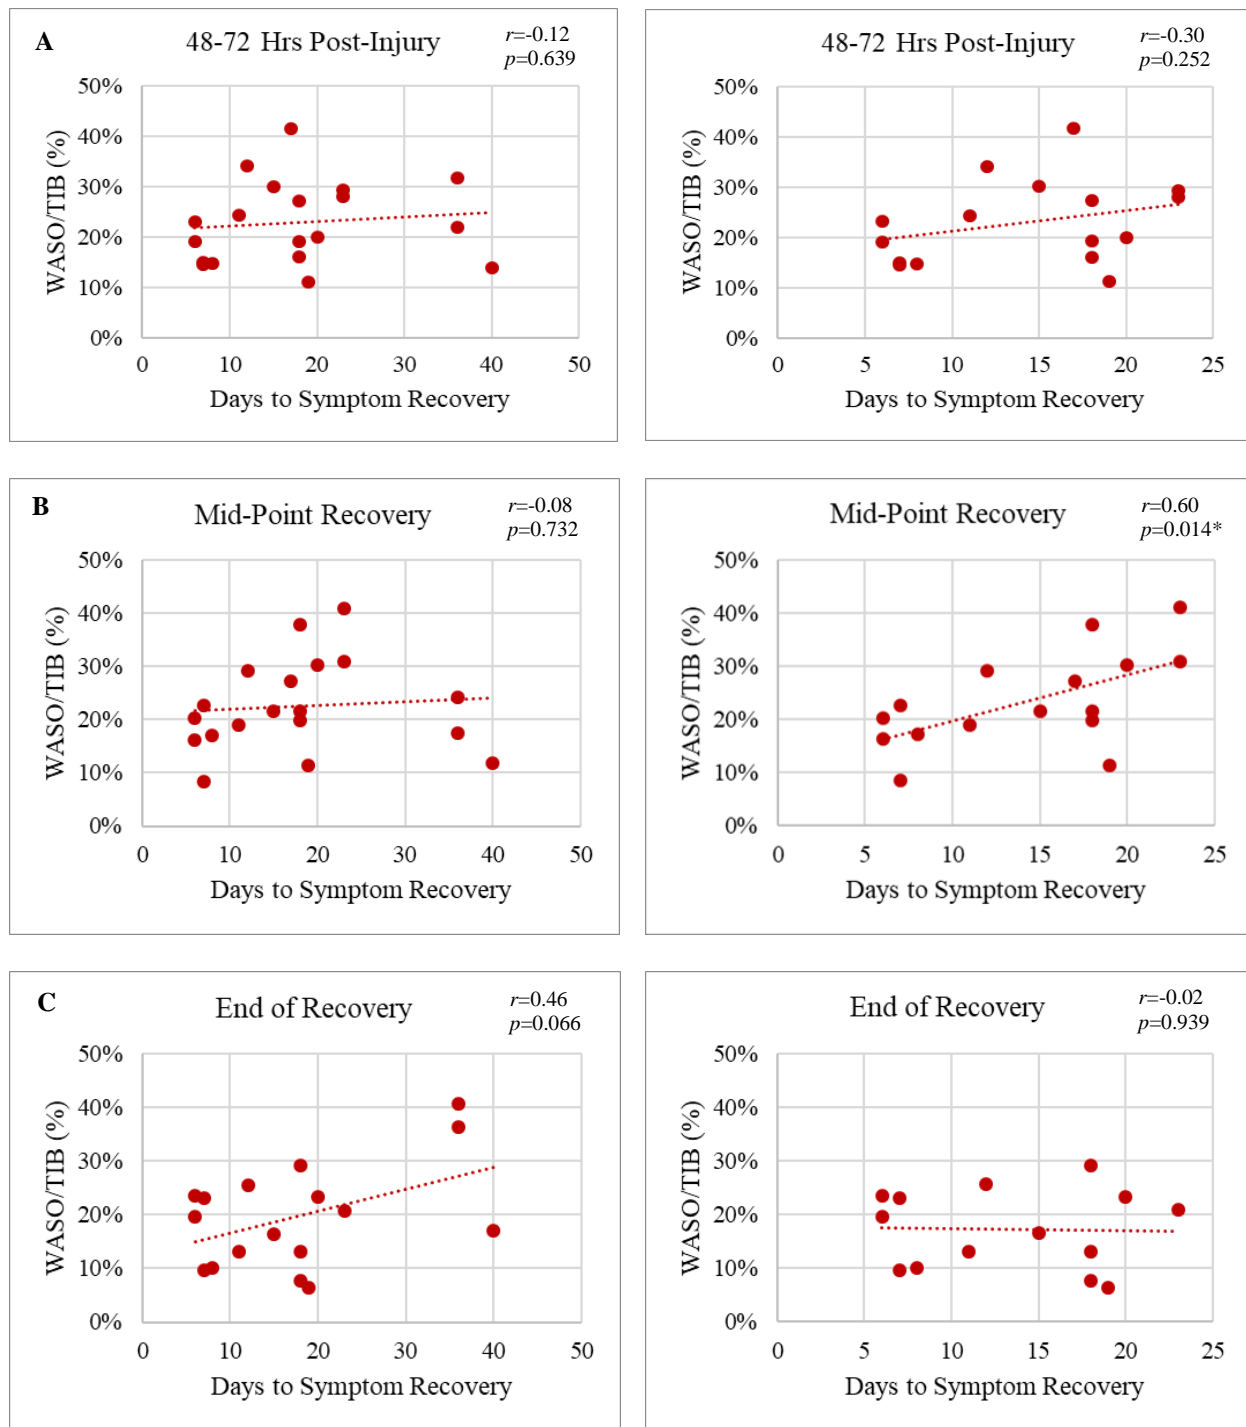 A
48-72 Hrs Post-Injury
r=-0.12
p=0.639
50%
40%
30%
20%
10%
0%
WASO/TIB (%)
0 10 20 30 40 50
Days to Symptom Recovery
48-72 Hrs Post-Injury
r=-0.30
p=0.252
50%
40%
30%
20%
10%
0%
WASO/TIB (%)
0 5 10 15 20 25
Days to Symptom Recovery
B
Mid-Point Recovery
r=-0.08
p=0.732
50%
40%
30%
20%
10%
0%
WASO/TIB (%)
0 10 20 30 40 50
Days to Symptom Recovery
Mid-Point Recovery
r=0.60
p=0.014*
50%
40%
30%
20%
10%
0%
WASO/TIB (%)
0 5 10 15 20 25
Days to Symptom Recovery
C
End of Recovery
r=0.46
p=0.066
50%
40%
30%
20%
10%
0%
WASO/TIB (%)
0 10 20 30 40 50
Days to Symptom Recovery
End of Recovery
r=-0.02
p=0.939
50%
40%
30%
20%
10%
0%
WASO/TIB (%)
0 5 10 15 20 25
Days to Symptom Recovery